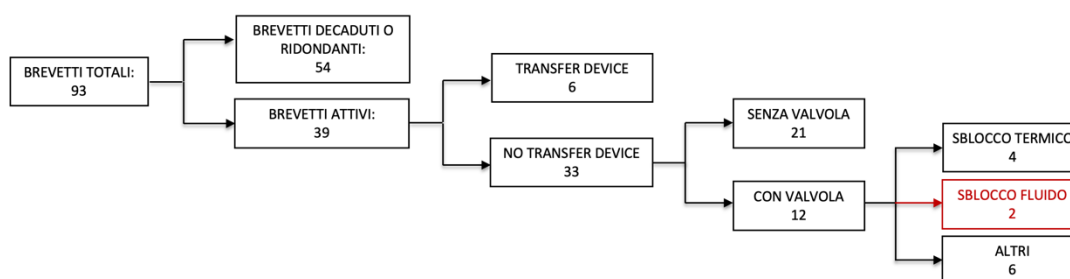 BREVETTI TOTALI:
93
BREVETTI DECADUTI O
RIDONDANTI:
54
BREVETTI ATTIVI:
39
TRANSFER DEVICE
6
NO TRANSFER DEVICE
33
SENZA VALVOLA
21
CON VALVOLA
12
SBLOCCO TERMICO
4
SBLOCCO FLUIDO
2
ALTRI
6